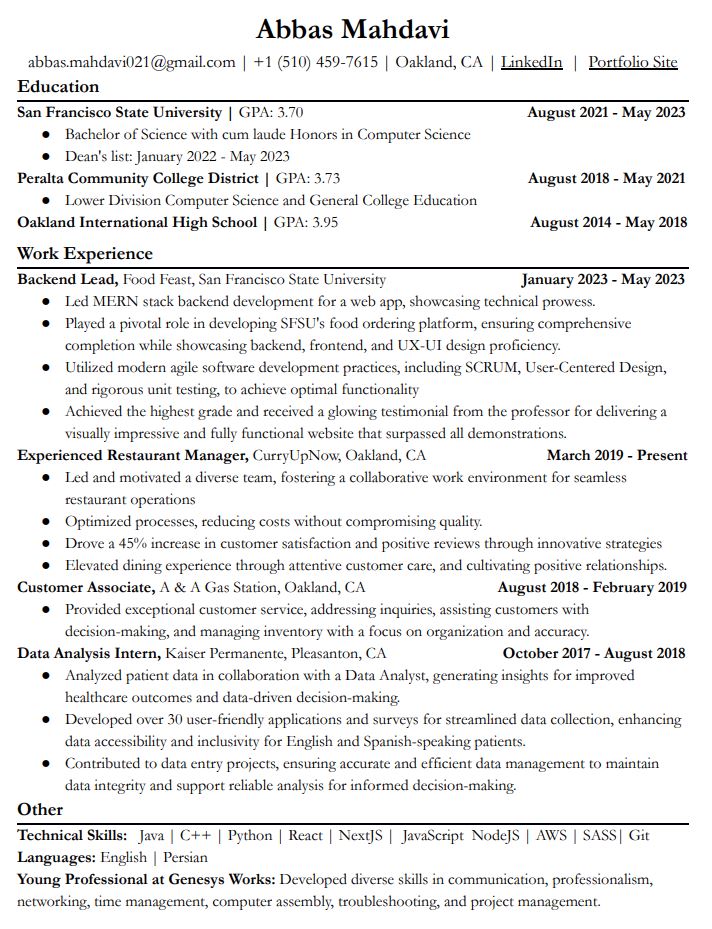 Abbas Mahdavi
abbas.mahdavi021@gmail.com | +1 (510) 459-7615 | Oakland, CA | LinkedIn | Portfolio Site
Education
San Francisco State University | GPA: 3.70 August 2021 - May 2023
● Bachelor of Science with cum laude Honors in Computer Science
● Dean's list: January 2022 - May 2023
Peralta Community College District | GPA: 3.73 August 2018 - May 2021
● Lower Division Computer Science and General College Education
Oakland International High School | GPA: 3.95 August 2014 - May 2018
Work Experience
Backend Lead, Food Feast, San Francisco State University January 2023 - May 2023
● Led MERN stack backend development for a web app, showcasing technical prowess.
● Played a pivotal role in developing SFSU's food ordering platform, ensuring comprehensive
completion while showcasing backend, frontend, and UX-UI design proficiency.
● Utilized modern agile software development practices, including SCRUM, User-Centered Design,
and rigorous unit testing, to achieve optimal functionality
● Achieved the highest grade and received a glowing testimonial from the professor for delivering a
visually impressive and fully functional website that surpassed all demonstrations.
Experienced Restaurant Manager, CurryUpNow, Oakland, CA March 2019 - Present
● Led and motivated a diverse team, fostering a collaborative work environment for seamless
restaurant operations
● Optimized processes, reducing costs without compromising quality.
● Drove a 45% increase in customer satisfaction and positive reviews through innovative strategies
● Elevated dining experience through attentive customer care, and cultivating positive relationships.
Customer Associate, A & A Gas Station, Oakland, CA August 2018 - February 2019
● Provided exceptional customer service, addressing inquiries, assisting customers with
decision-making, and managing inventory with a focus on organization and accuracy.
Data Analysis Intern, Kaiser Permanente, Pleasanton, CA October 2017 - August 2018
● Analyzed patient data in collaboration with a Data Analyst, generating insights for improved
healthcare outcomes and data-driven decision-making.
● Developed over 30 user-friendly applications and surveys for streamlined data collection, enhancing
data accessibility and inclusivity for English and Spanish-speaking patients.
● Contributed to data entry projects, ensuring accurate and efficient data management to maintain
data integrity and support reliable analysis for informed decision-making.
Other
Technical Skills: Java | C++ | Python | React | NextJS | JavaScript NodeJS | AWS | SASS| Git
Languages: English | Persian
Young Professional at Genesys Works: Developed diverse skills in communication, professionalism,
networking, time management, computer assembly, troubleshooting, and project management.